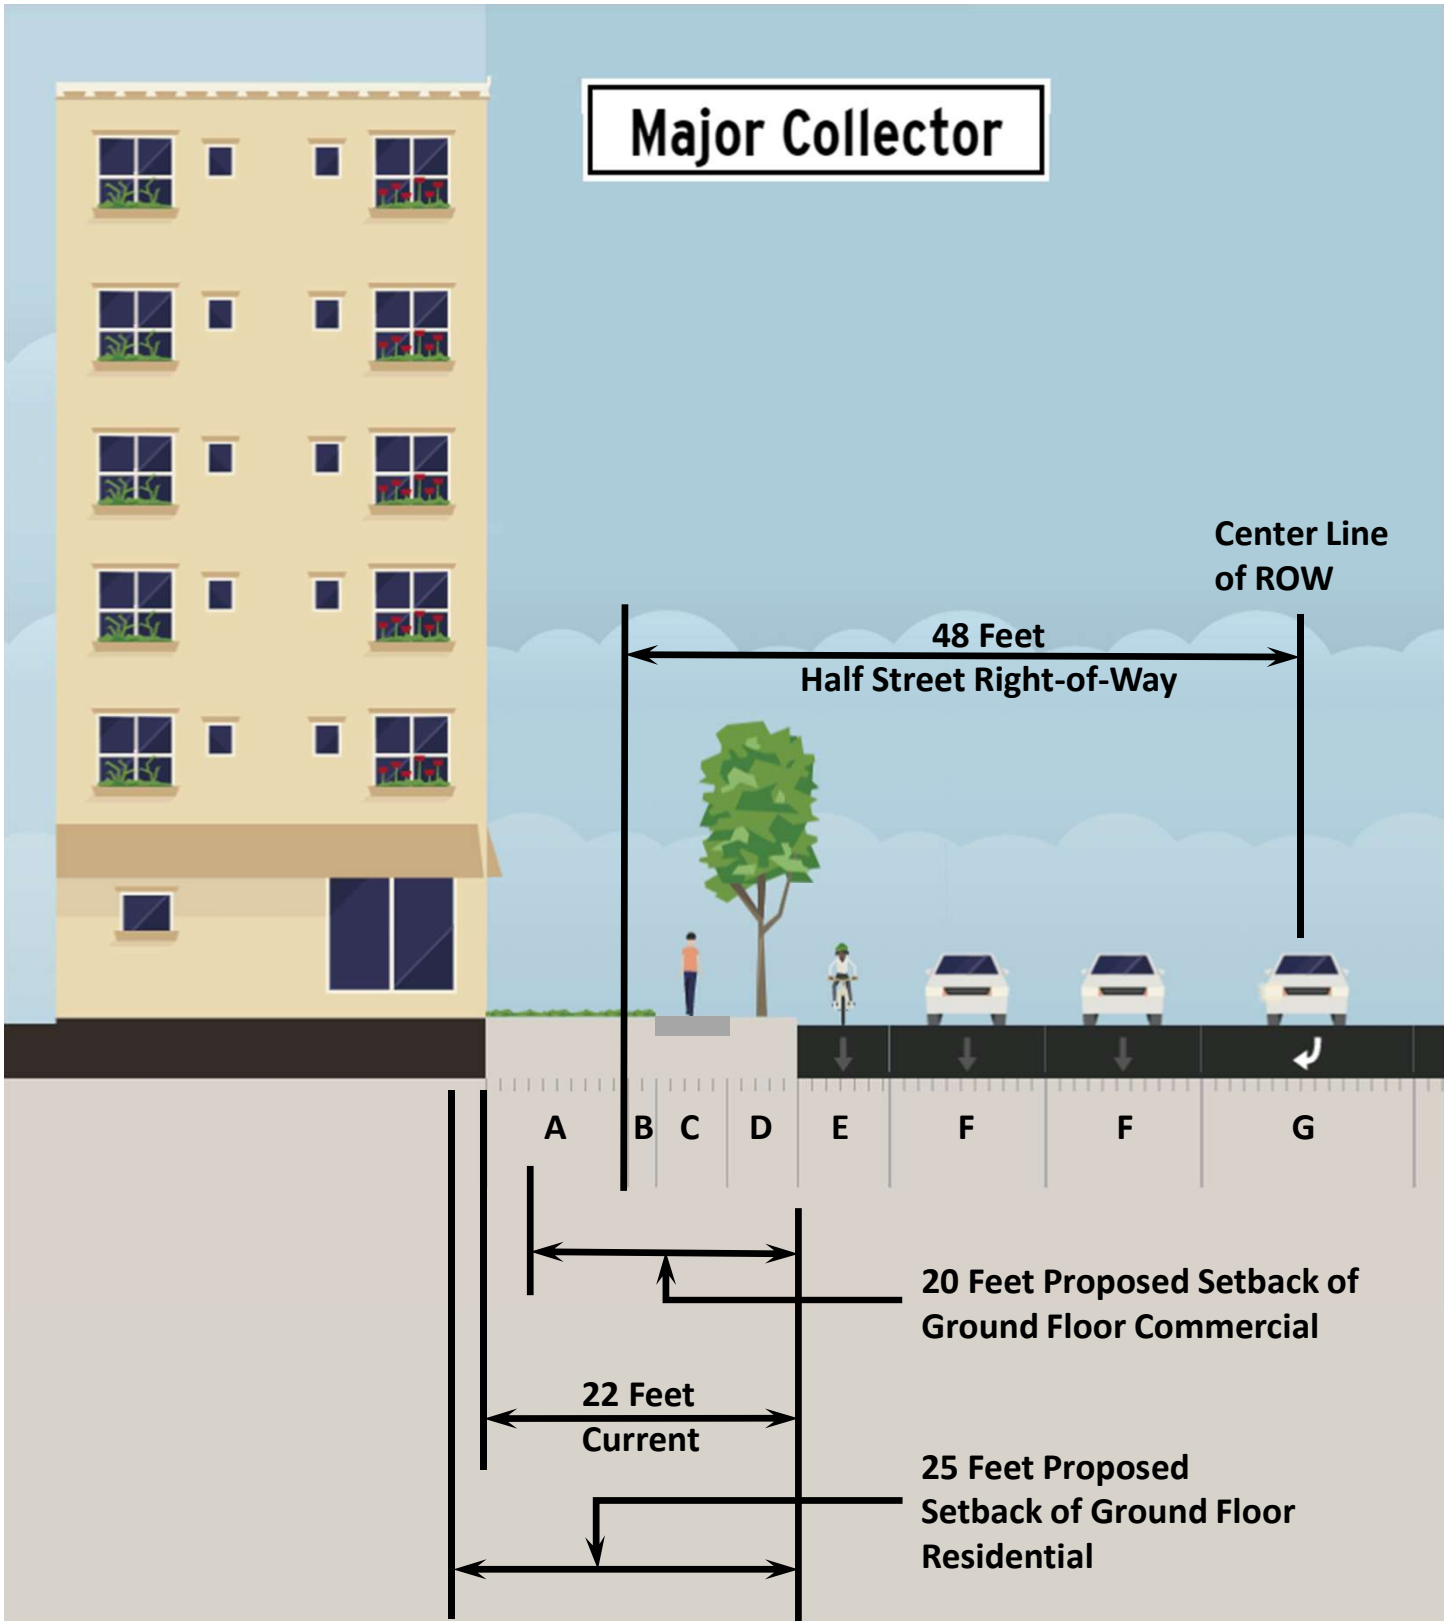 Major Collector
Center Line
of ROW
48 Feet
Half Street Right-of-Way
A B C D E F F G
20 Feet Proposed Setback of
Ground Floor Commercial
22 Feet
Current
25 Feet Proposed
Setback of Ground Floor
Residential